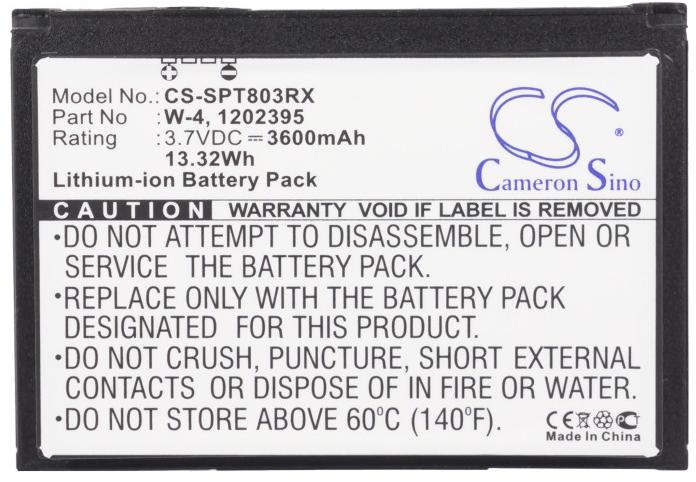 Model No.: CS-SPT803RX
Part No. : W-4, 1202395
Rating : 3.7VDC ⎓ 3600mAh
13.32Wh
Lithium-ion Battery Pack
CS®
Cameron Sino
CAUTION WARRANTY VOID IF LABEL IS REMOVED
•DO NOT ATTEMPT TO DISASSEMBLE, OPEN OR
SERVICE THE BATTERY PACK.
•REPLACE ONLY WITH THE BATTERY PACK
DESIGNATED FOR THIS PRODUCT.
•DO NOT CRUSH, PUNCTURE, SHORT EXTERNAL
CONTACTS OR DISPOSE OF IN FIRE OR WATER.
•DO NOT STORE ABOVE 60°C (140°F).
CE PCT
Made in China